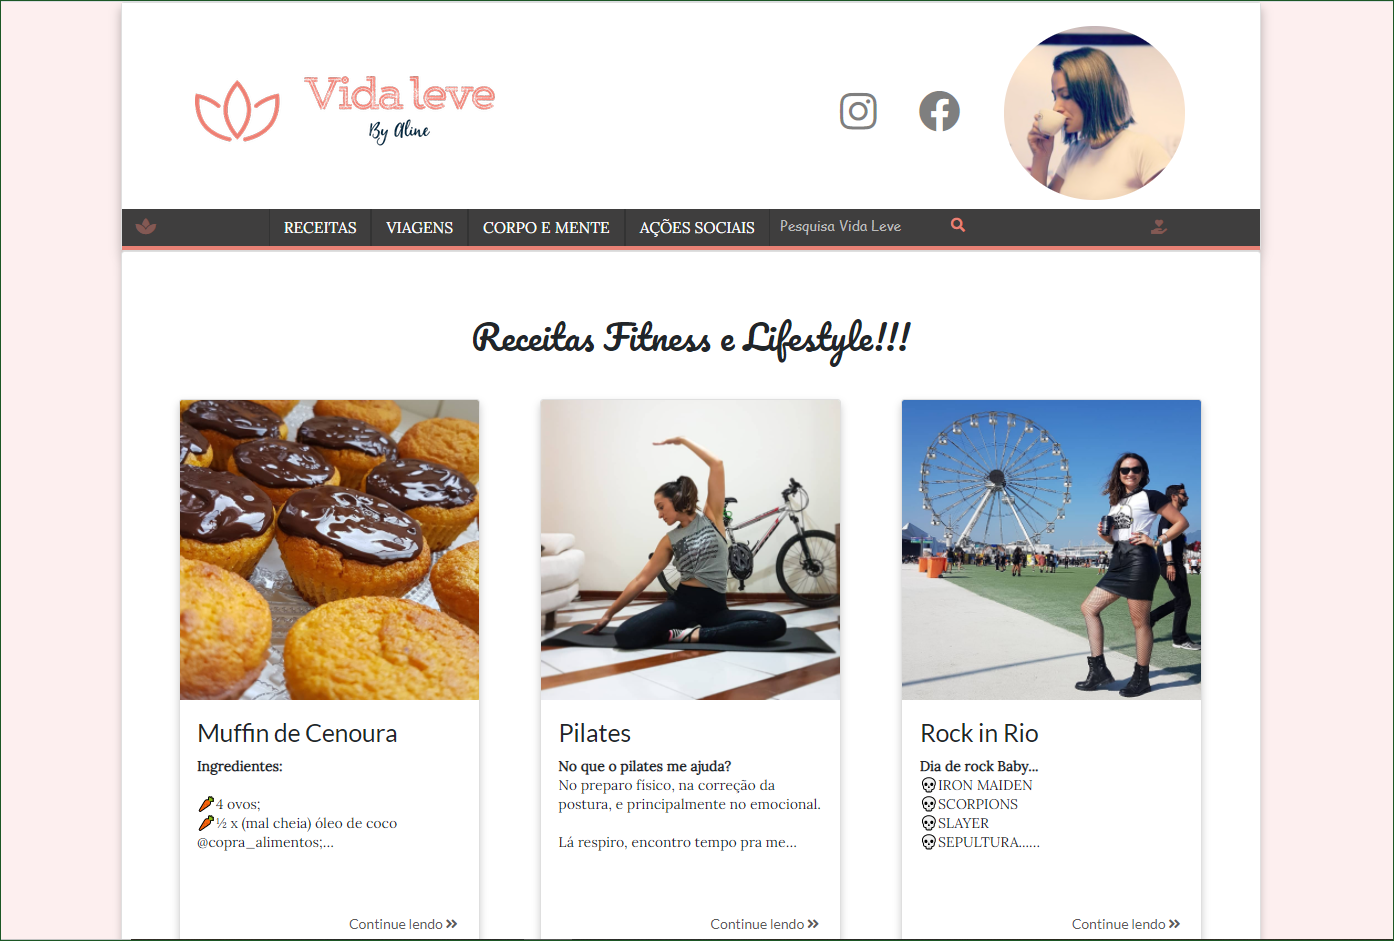 Vida leve
By Aline
RECEITAS VIAGENS CORPO E MENTE AÇÕES SOCIAIS Pesquisa Vida Leve
Receitas Fitness e Lifestyle!!!
Muffin de Cenoura
Ingredientes:
🥕4 ovos;
🥕½ x (mal cheia) óleo de coco
@copra_alimentos;...
Continue lendo »
Pilates
No que o pilates me ajuda?
No preparo físico, na correção da
postura, e principalmente no emocional.
Lá respiro, encontro tempo pra me...
Continue lendo »
Rock in Rio
Dia de rock Baby...
💀IRON MAIDEN
💀SCORPIONS
💀SLAYER
💀SEPULTURA......
Continue lendo »